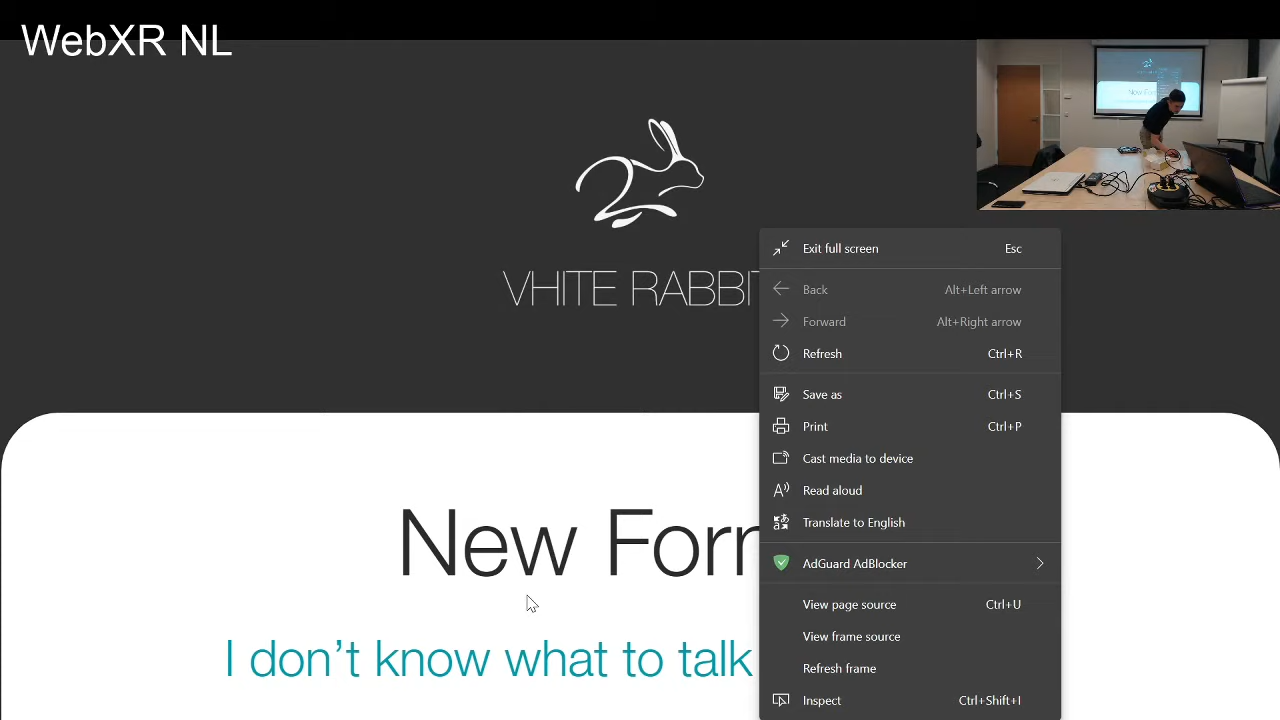 WebXR NL
VHITE RABBIT
New For
I don't know what to talk
Exit full screen Esc
Back Alt+Left arrow
Forward Alt+Right arrow
Refresh Ctrl+R
Save as Ctrl+S
Print Ctrl+P
Cast media to device
Read aloud
Translate to English
AdGuard AdBlocker
View page source Ctrl+U
View frame source
Refresh frame
Inspect Ctrl+Shift+I